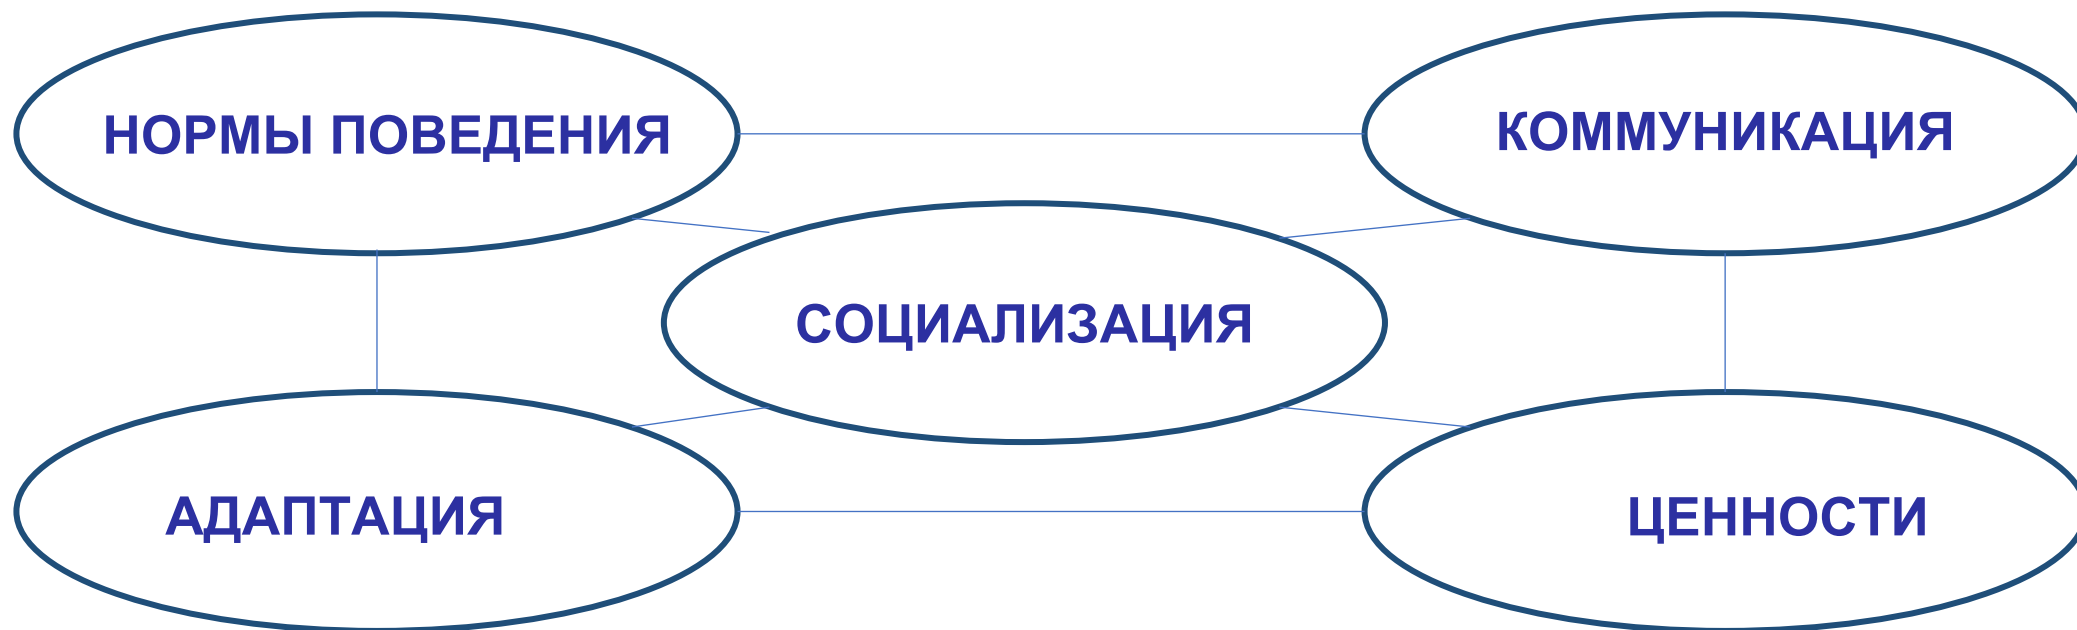 НОРМЫ ПОВЕДЕНИЯ
КОММУНИКАЦИЯ
СОЦИАЛИЗАЦИЯ
АДАПТАЦИЯ
ЦЕННОСТИ